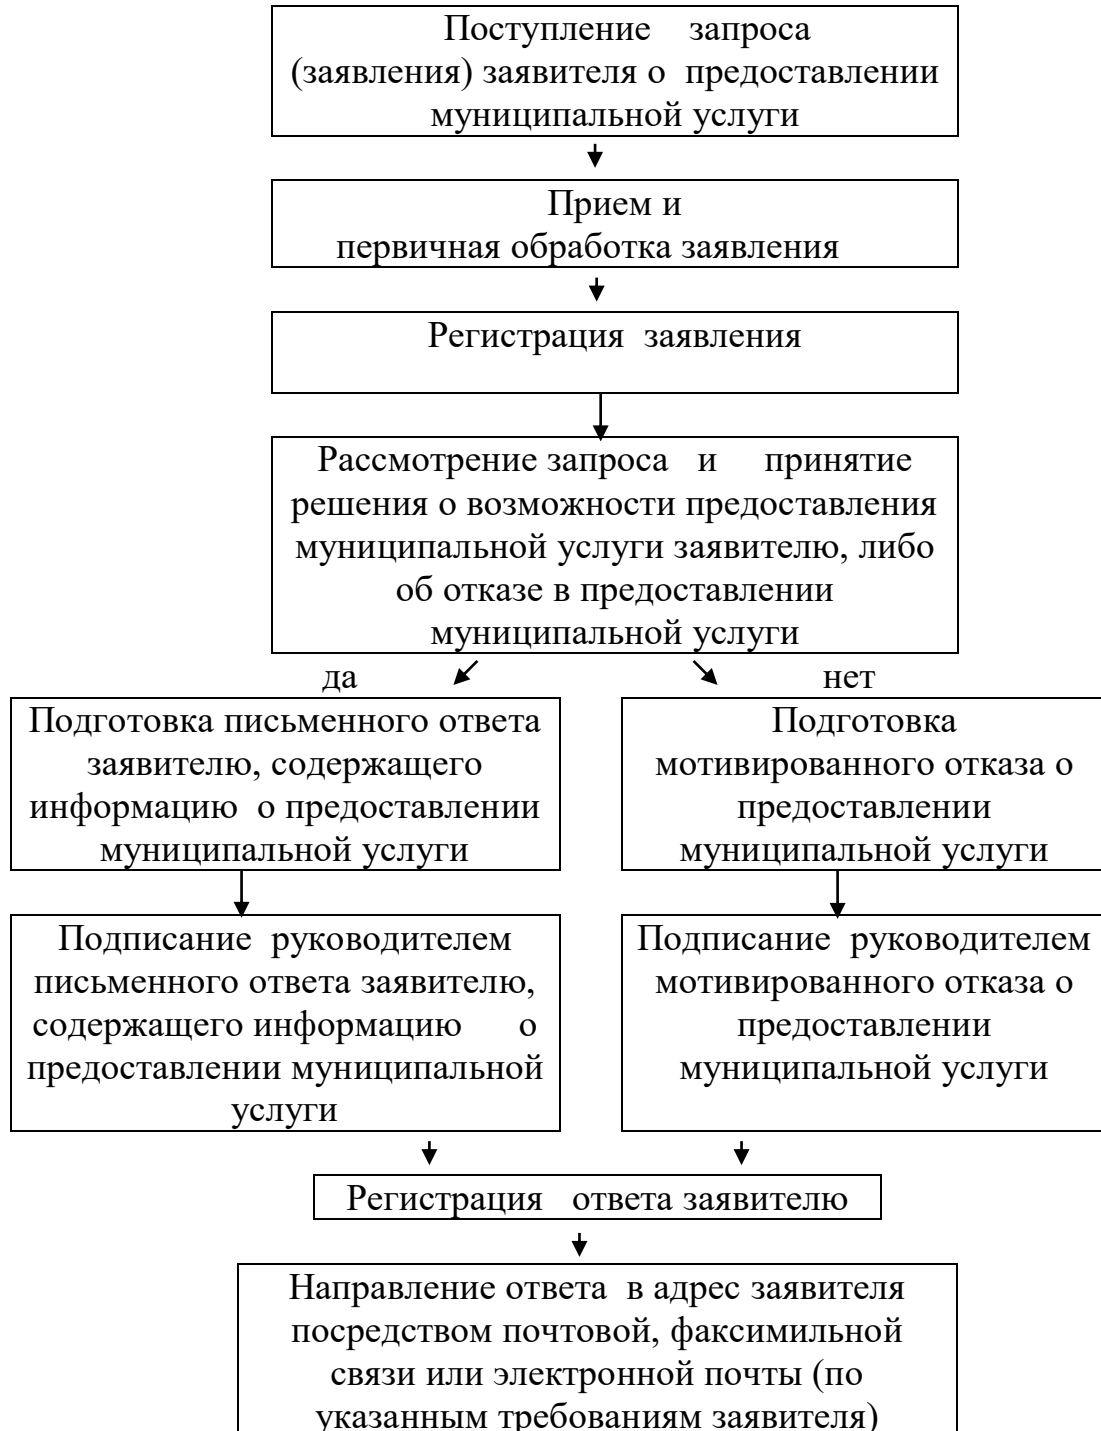 Поступление запроса
(заявления) заявителя о предоставлении
муниципальной услуги
Прием и
первичная обработка заявления
Регистрация заявления
Рассмотрение запроса и принятие
решения о возможности предоставления
муниципальной услуги заявителю, либо
об отказе в предоставлении
муниципальной услуги
да
нет
Подготовка письменного ответа
заявителю, содержащего
информацию о предоставлении
муниципальной услуги
Подготовка
мотивированного отказа о
предоставлении
муниципальной услуги
Подписание руководителем
письменного ответа заявителю,
содержащего информацию о
предоставлении муниципальной
услуги
Подписание руководителем
мотивированного отказа о
предоставлении
муниципальной услуги
Регистрация ответа заявителю
Направление ответа в адрес заявителя
посредством почтовой, факсимильной
связи или электронной почты (по
указанным требованиям заявителя)